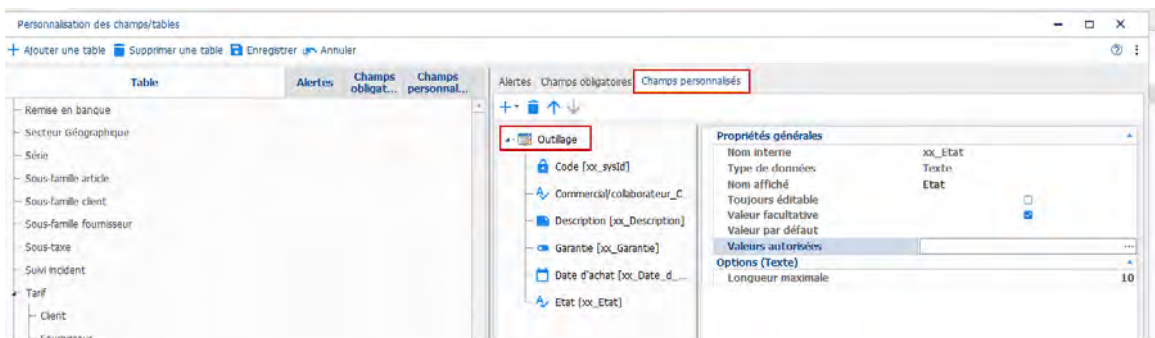 Personnalisation des champs/tables
Ajouter une table Supprimer une table Enregistrer Annuler
Table Alertes Champs obligat... Champs personnal...
Remise en banque
Secteur Géographique
Série
Sous-famille article
Sous-famille client
Sous-famille fournisseur
Sous-taxe
Suivi incident
Tarif
Client
Alertes Champs obligatoires Champs personnalisés
Outillage
Code [xx_sysId]
Commercial/collaborateur_C
Description [xx_Description]
Garantie [xx_Garantie]
Date d'achat [xx_Date_d_...
Etat [xx_Etat]
Propriétés générales
Nom interne xx_Etat
Type de données Texte
Nom affiché Etat
Toujours éditable
Valeur facultative
Valeur par défaut
Valeurs autorisées ...
Options (Texte)
Longueur maximale 10